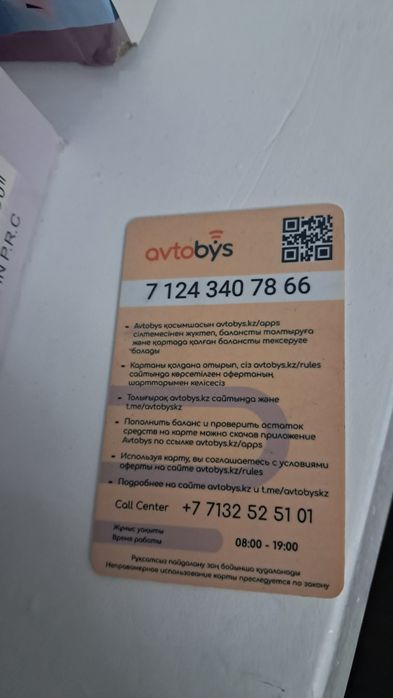 N P.R.C
avtobys
7 124 340 78 66
- Avtobys қосымшасын avtobys.kz/apps
сілтемесінен жүктеп, балансты толтыруға
және картада қалған балансты тексеруге
болады
- Картаны қолдана отырып, сіз avtobys.kz/rules
сайтында көрсетілген офертаның
шарттарымен келісесіз
- Толығырақ avtobys.kz сайтында және
t.me/avtobyskz
- Пополнить баланс и проверить остаток
средств на карте можно скачав приложение
Avtobys по ссылке avtobys.kz/apps
- Используя карту, вы соглашаетесь с условиями
оферты на сайте avtobys.kz/rules
- Подробнее на сайте avtobys.kz и t.me/avtobyskz
Call Center +7 7132 52 51 01
Жұмыс уақыты
Время работы
08:00 - 19:00
Рұқсатсыз пайдалану заң бойынша қудаланады
Неправомерное использование карты преследуется по закону